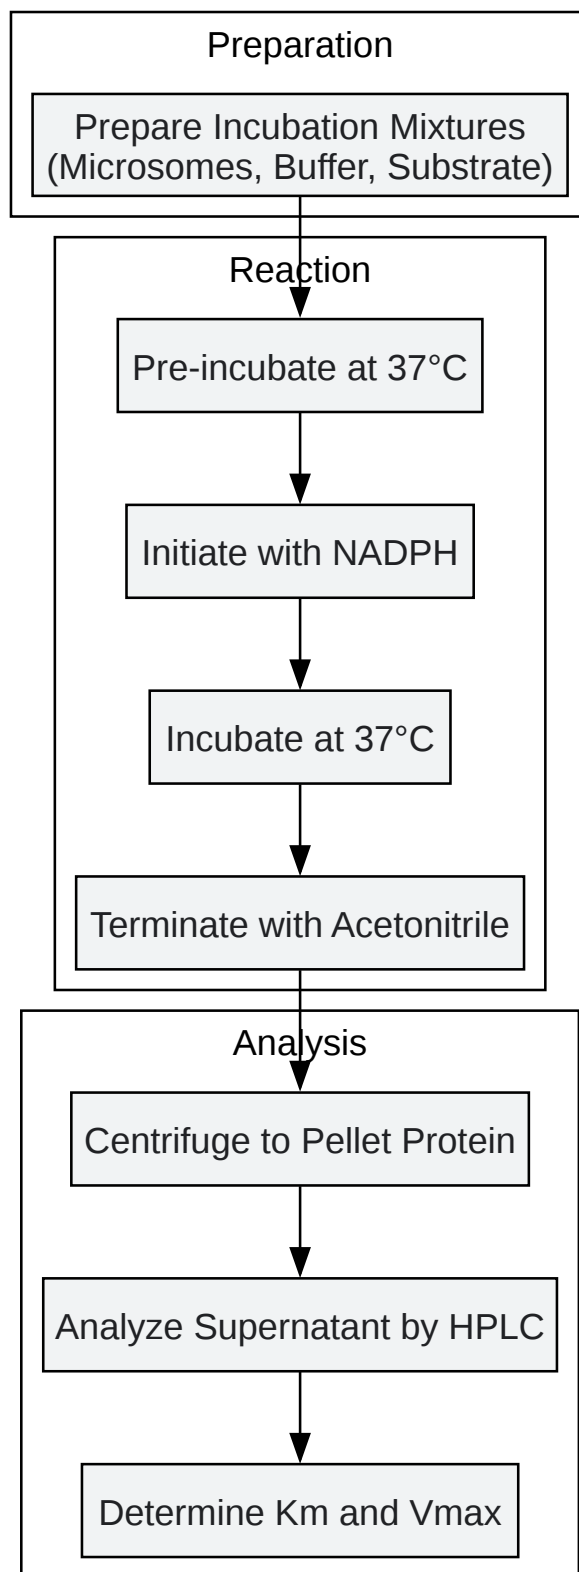 Preparation
Prepare Incubation Mixtures
(Microsomes, Buffer, Substrate)
Reaction
Pre-incubate at 37°C
Initiate with NADPH
Incubate at 37°C
Terminate with Acetonitrile
Analysis
Centrifuge to Pellet Protein
Analyze Supernatant by HPLC
Determine Km and Vmax